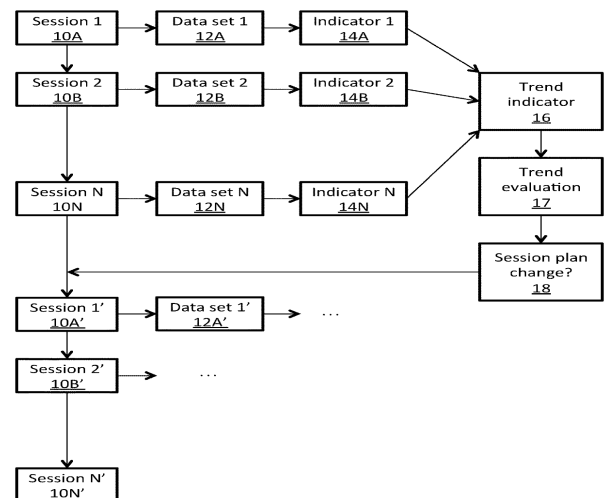 Session 1
10A
Data set 1
12A
Indicator 1
14A
Session 2
10B
Data set 2
12B
Indicator 2
14B
Trend
indicator
16
Session N
10N
Data set N
12N
Indicator N
14N
Trend
evaluation
17
Session plan
change?
18
Session 1'
10A'
Data set 1'
12A'
...
Session 2'
10B'
...
Session N'
10N'